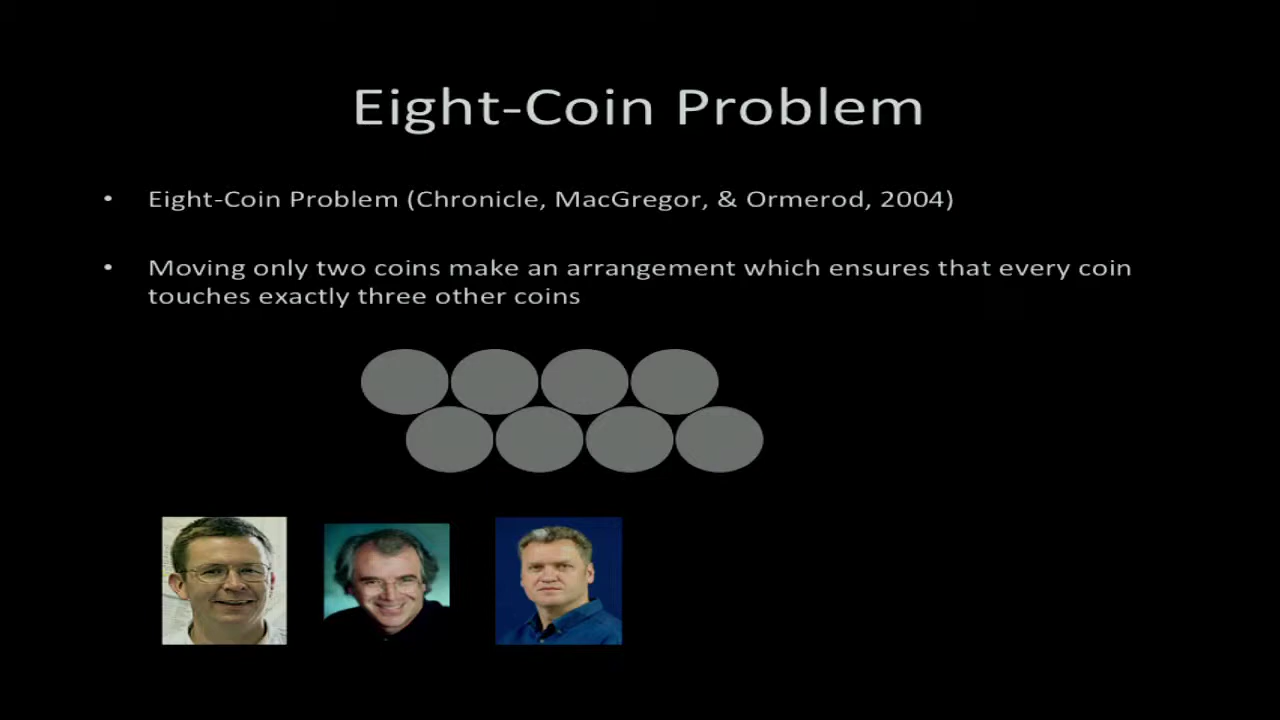 Eight-Coin Problem
• Eight-Coin Problem (Chronicle, MacGregor, & Ormerod, 2004)
• Moving only two coins make an arrangement which ensures that every coin
touches exactly three other coins